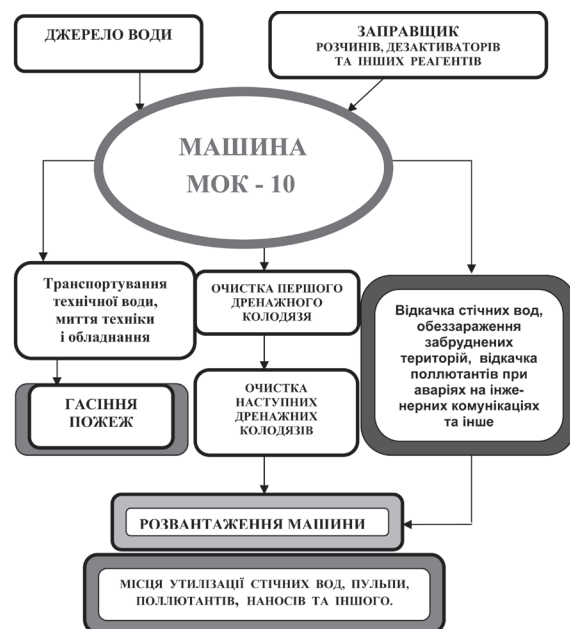 ДЖЕРЕЛО ВОДИ
ЗАПРАВЩИК
РОЗЧИНІВ, ДЕЗАКТИВАТОРІВ
ТА ІНШИХ РЕАГЕНТІВ
МАШИНА
МОК - 10
Транспортування
технічної води,
миття техніки
і обладнання
ОЧИСТКА ПЕРШОГО
ДРЕНАЖНОГО
КОЛОДЯЗЯ
Відкачка стічних вод,
обеззараження
забруднених
територій, відкачка
поллютантів при
аваріях на інже-
нерних комунікаціях
та інше
ГАСІННЯ
ПОЖЕЖ
ОЧИСТКА
НАСТУПНИХ
ДРЕНАЖНИХ
КОЛОДЯЗІВ
РОЗВАНТАЖЕННЯ МАШИНИ
МІСЦЯ УТИЛІЗАЦІЇ СТІЧНИХ ВОД, ПУЛЬПИ,
ПОЛЛЮТАНТІВ, НАНОСІВ ТА ІНШОГО.